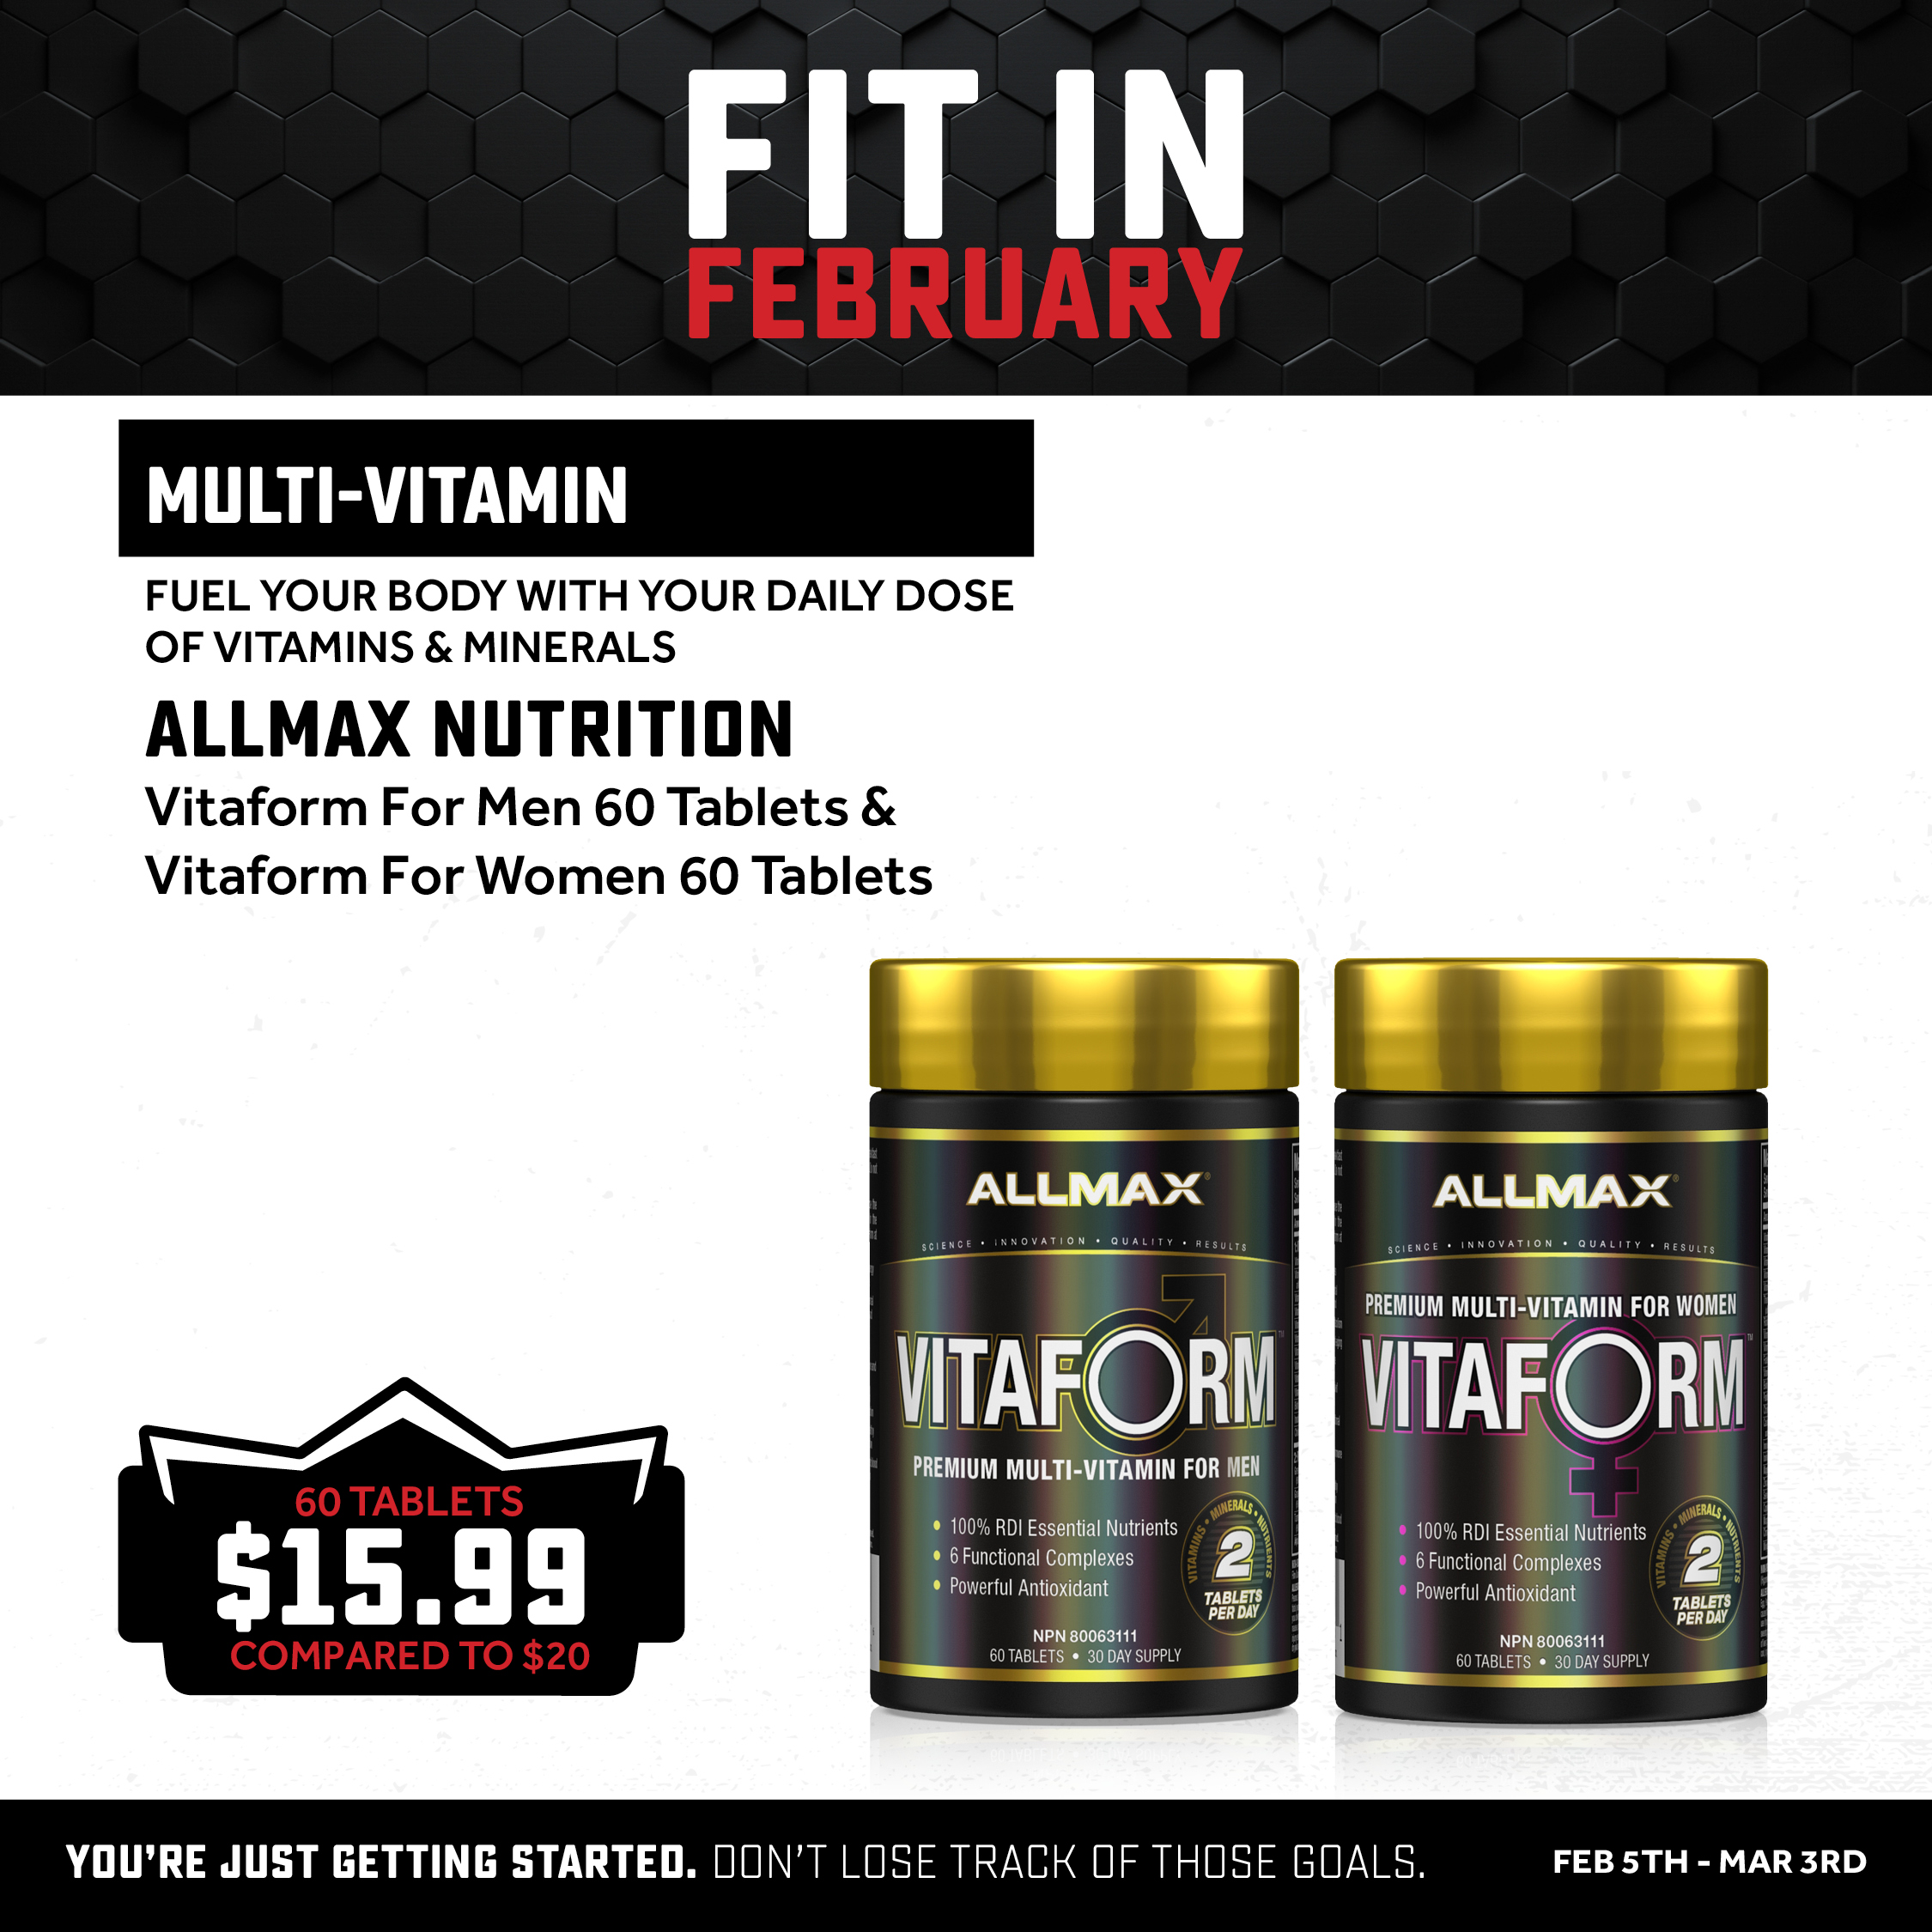 FIT IN
FEBRUARY
MULTI-VITAMIN
FUEL YOUR BODY WITH YOUR DAILY DOSE
OF VITAMINS & MINERALS
ALLMAX NUTRITION
Vitaform For Men 60 Tablets &
Vitaform For Women 60 Tablets
ALLMAX®
SCIENCE • INNOVATION • QUALITY • RESULTS
VITAFORM™
PREMIUM MULTI-VITAMIN FOR MEN
• 100% RDI Essential Nutrients
• 6 Functional Complexes
• Powerful Antioxidant
VITAMINS • MINERALS • NUTRIENTS
2
TABLETS
PER DAY
NPN 80063111
60 TABLETS • 30 DAY SUPPLY
ALLMAX®
SCIENCE • INNOVATION • QUALITY • RESULTS
PREMIUM MULTI-VITAMIN FOR WOMEN
VITAFORM™
• 100% RDI Essential Nutrients
• 6 Functional Complexes
• Powerful Antioxidant
VITAMINS • MINERALS • NUTRIENTS
2
TABLETS
PER DAY
NPN 80063111
60 TABLETS • 30 DAY SUPPLY
60 TABLETS
$15.99
COMPARED TO $20
YOU'RE JUST GETTING STARTED. DON'T LOSE TRACK OF THOSE GOALS.
FEB 5TH - MAR 3RD